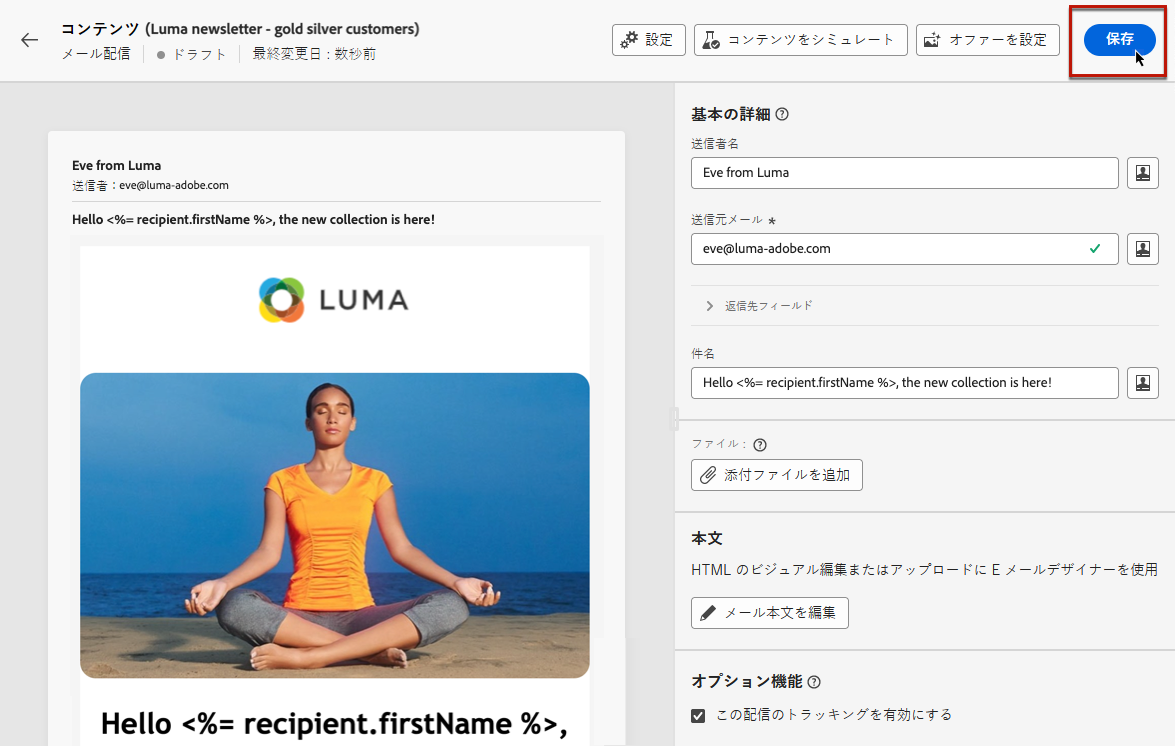 コンテンツ (Luma newsletter - gold silver customers)
メール配信 ドラフト 最終変更日 : 数秒前
設定
コンテンツをシミュレート
オファーを設定
保存
Eve from Luma
送信者：eve@luma-adobe.com
Hello <%= recipient.firstName %>, the new collection is here!
LUMA
Hello <%= recipient.firstName %>,
基本の詳細
送信者名
Eve from Luma
送信元メール *
eve@luma-adobe.com
返信先フィールド
件名
Hello <%= recipient.firstName %>, the new collection is here!
ファイル :
添付ファイルを追加
本文
HTML のビジュアル編集またはアップロードに E メールデザイナーを使用
メール本文を編集
オプション機能
この配信のトラッキングを有効にする